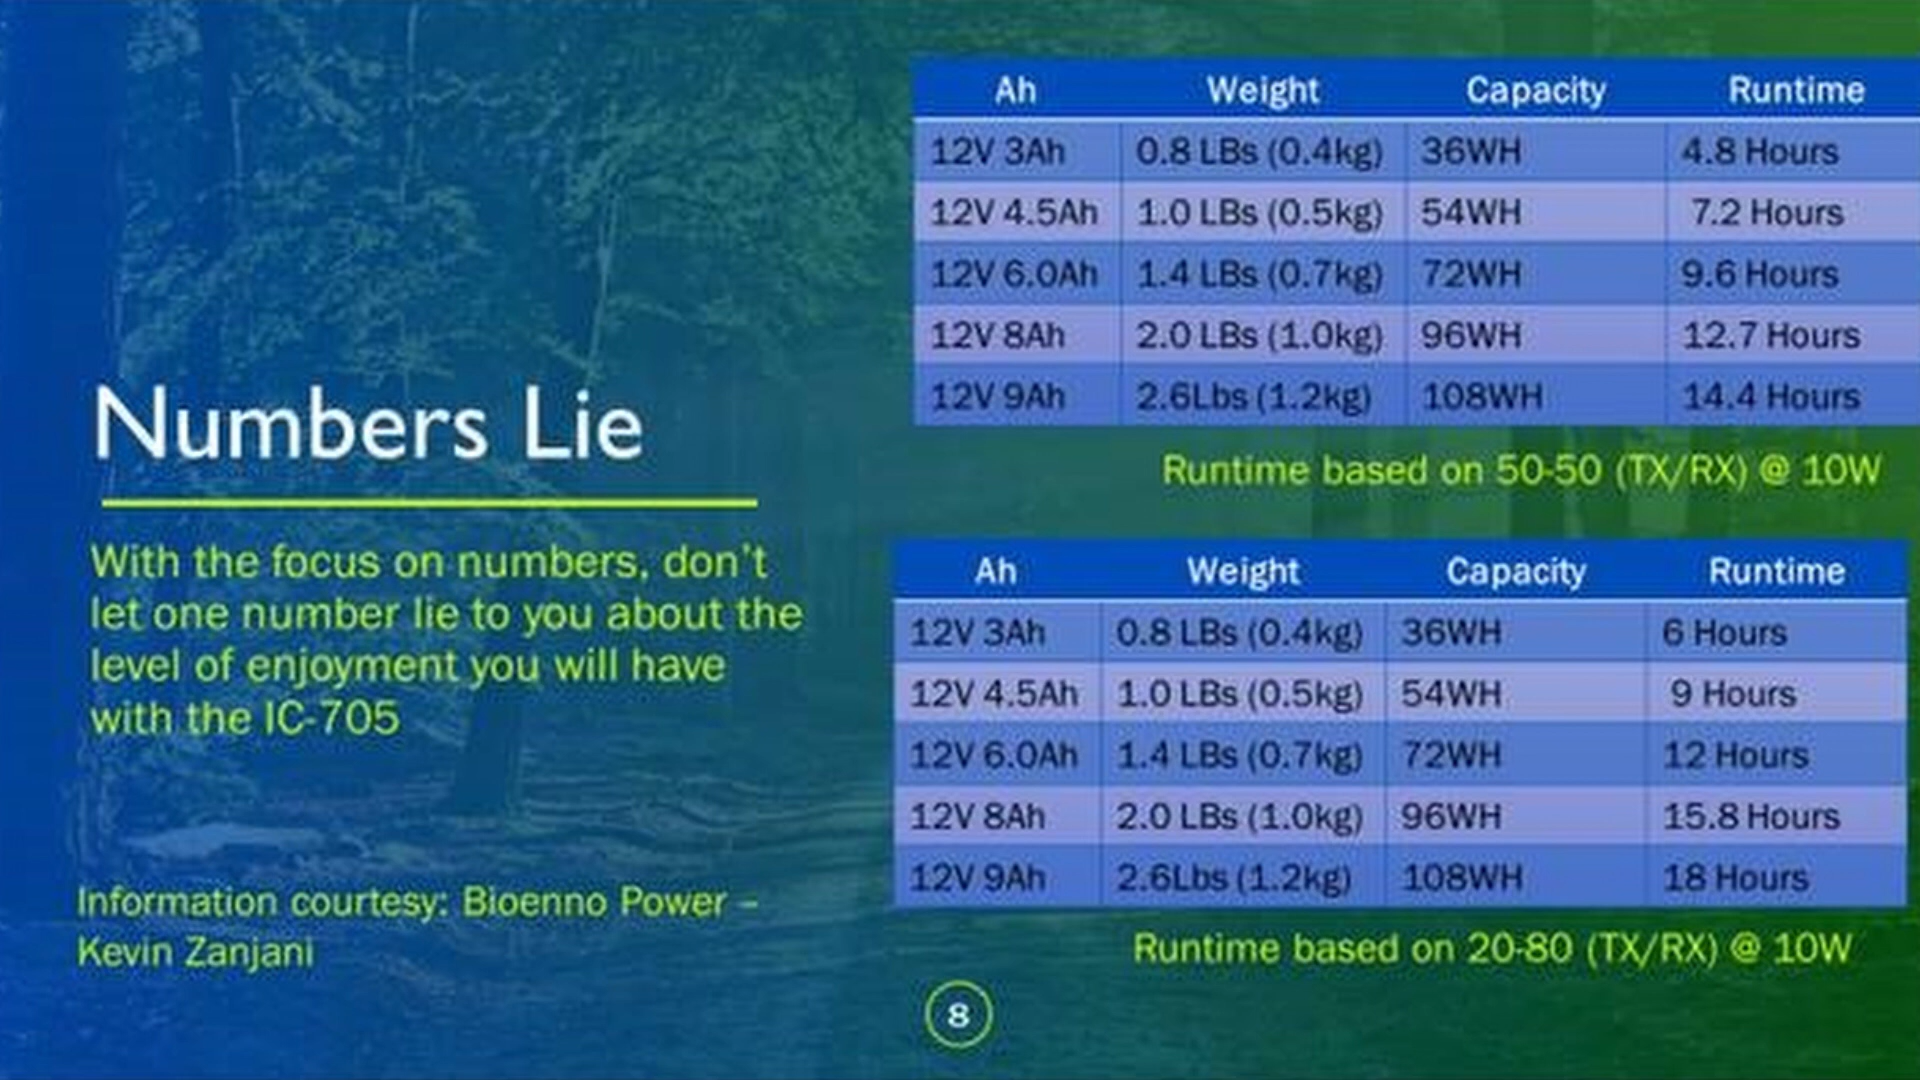 Numbers Lie
With the focus on numbers, don't
let one number lie to you about the
level of enjoyment you will have
with the IC-705
Information courtesy: Bioenno Power –
Kevin Zanjani
Ah Weight Capacity Runtime
12V 3Ah 0.8 LBs (0.4kg) 36WH 4.8 Hours
12V 4.5Ah 1.0 LBs (0.5kg) 54WH 7.2 Hours
12V 6.0Ah 1.4 LBs (0.7kg) 72WH 9.6 Hours
12V 8Ah 2.0 LBs (1.0kg) 96WH 12.7 Hours
12V 9Ah 2.6Lbs (1.2kg) 108WH 14.4 Hours
Runtime based on 50-50 (TX/RX) @ 10W
Ah Weight Capacity Runtime
12V 3Ah 0.8 LBs (0.4kg) 36WH 6 Hours
12V 4.5Ah 1.0 LBs (0.5kg) 54WH 9 Hours
12V 6.0Ah 1.4 LBs (0.7kg) 72WH 12 Hours
12V 8Ah 2.0 LBs (1.0kg) 96WH 15.8 Hours
12V 9Ah 2.6Lbs (1.2kg) 108WH 18 Hours
Runtime based on 20-80 (TX/RX) @ 10W
8